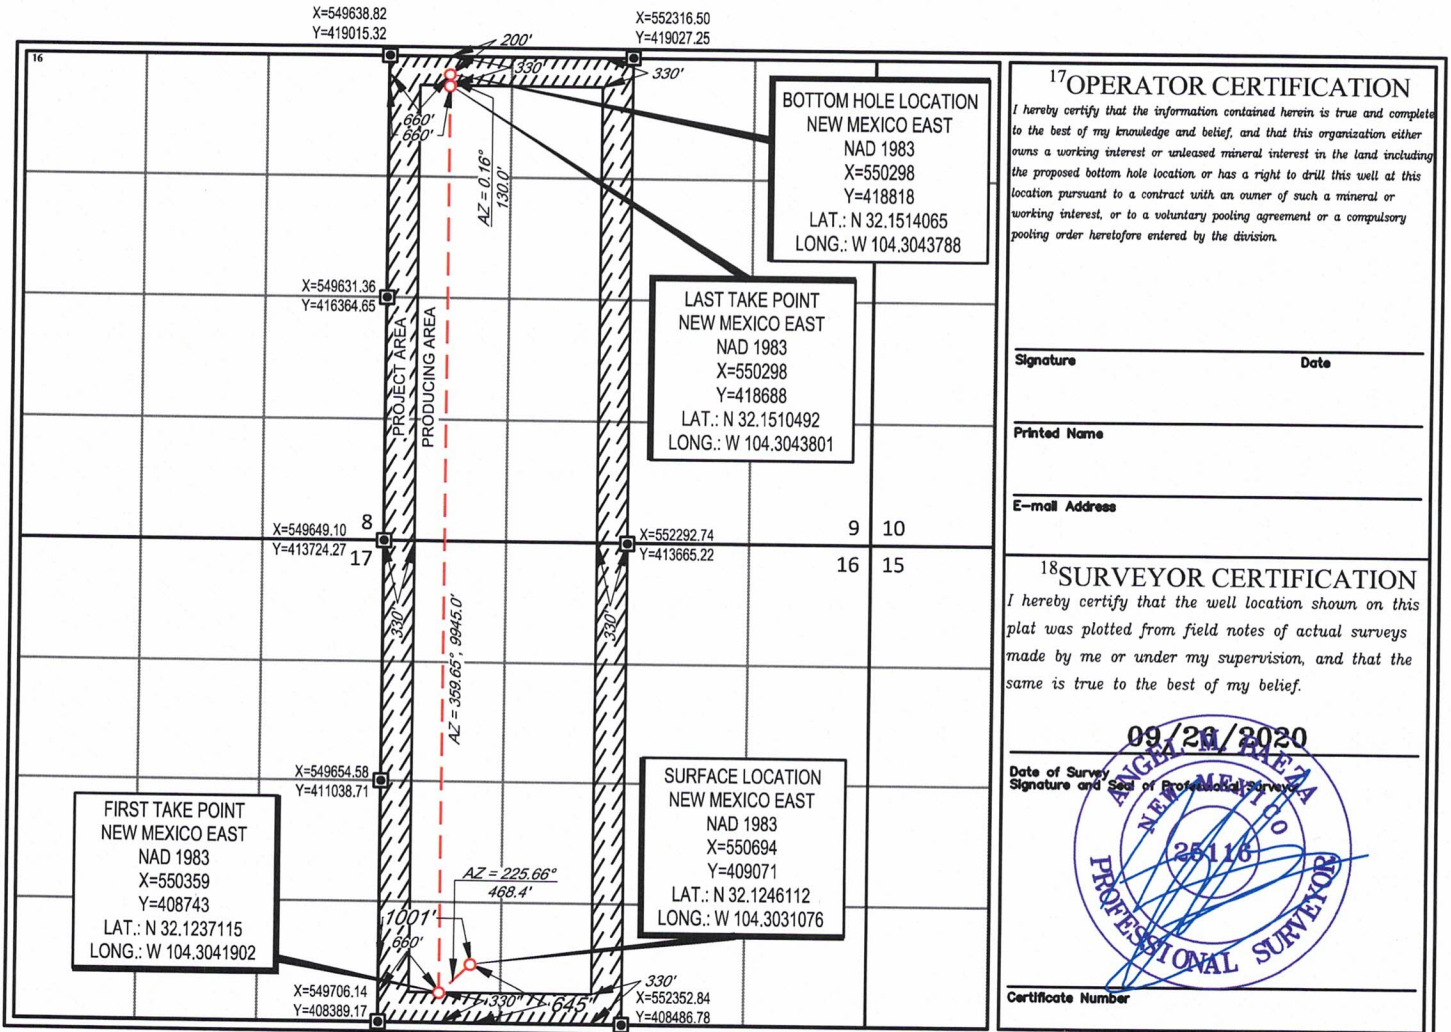 X=549638.82
Y=419015.32
X=552316.50
Y=419027.25
16
200'
330'
330'
660'
660'
AZ = 0.16°
130.0'
BOTTOM HOLE LOCATION
NEW MEXICO EAST
NAD 1983
X=550298
Y=418818
LAT.: N 32.1514065
LONG.: W 104.3043788
X=549631.36
Y=416364.65
PROJECT AREA
PRODUCING AREA
LAST TAKE POINT
NEW MEXICO EAST
NAD 1983
X=550298
Y=418688
LAT.: N 32.1510492
LONG.: W 104.3043801
X=549649.10
Y=413724.27
8
17
X=552292.74
Y=413665.22
9
10
16
15
330'
330'
AZ = 359.65°, 9945.0'
X=549654.58
Y=411038.71
FIRST TAKE POINT
NEW MEXICO EAST
NAD 1983
X=550359
Y=408743
LAT.: N 32.1237115
LONG.: W 104.3041902
SURFACE LOCATION
NEW MEXICO EAST
NAD 1983
X=550694
Y=409071
LAT.: N 32.1246112
LONG.: W 104.3031076
AZ = 225.66°
468.4'
1001'
660'
330'
645'
330'
X=549706.14
Y=408389.17
X=552352.84
Y=408486.78
17 OPERATOR CERTIFICATION
I hereby certify that the information contained herein is true and complete
to the best of my knowledge and belief, and that this organization either
owns a working interest or unleased mineral interest in the land including
the proposed bottom hole location or has a right to drill this well at this
location pursuant to a contract with an owner of such a mineral or
working interest, or to a voluntary pooling agreement or a compulsory
pooling order heretofore entered by the division.
Signature Date
Printed Name
E-mail Address
18 SURVEYOR CERTIFICATION
I hereby certify that the well location shown on this
plat was plotted from field notes of actual surveys
made by me or under my supervision, and that the
same is true to the best of my belief.
09/26/2020
Date of Survey
Signature and Seal of Professional Surveyor
ANGEL M. BAEZA
NEW MEXICO
25116
PROFESSIONAL SURVEYOR
Certificate Number